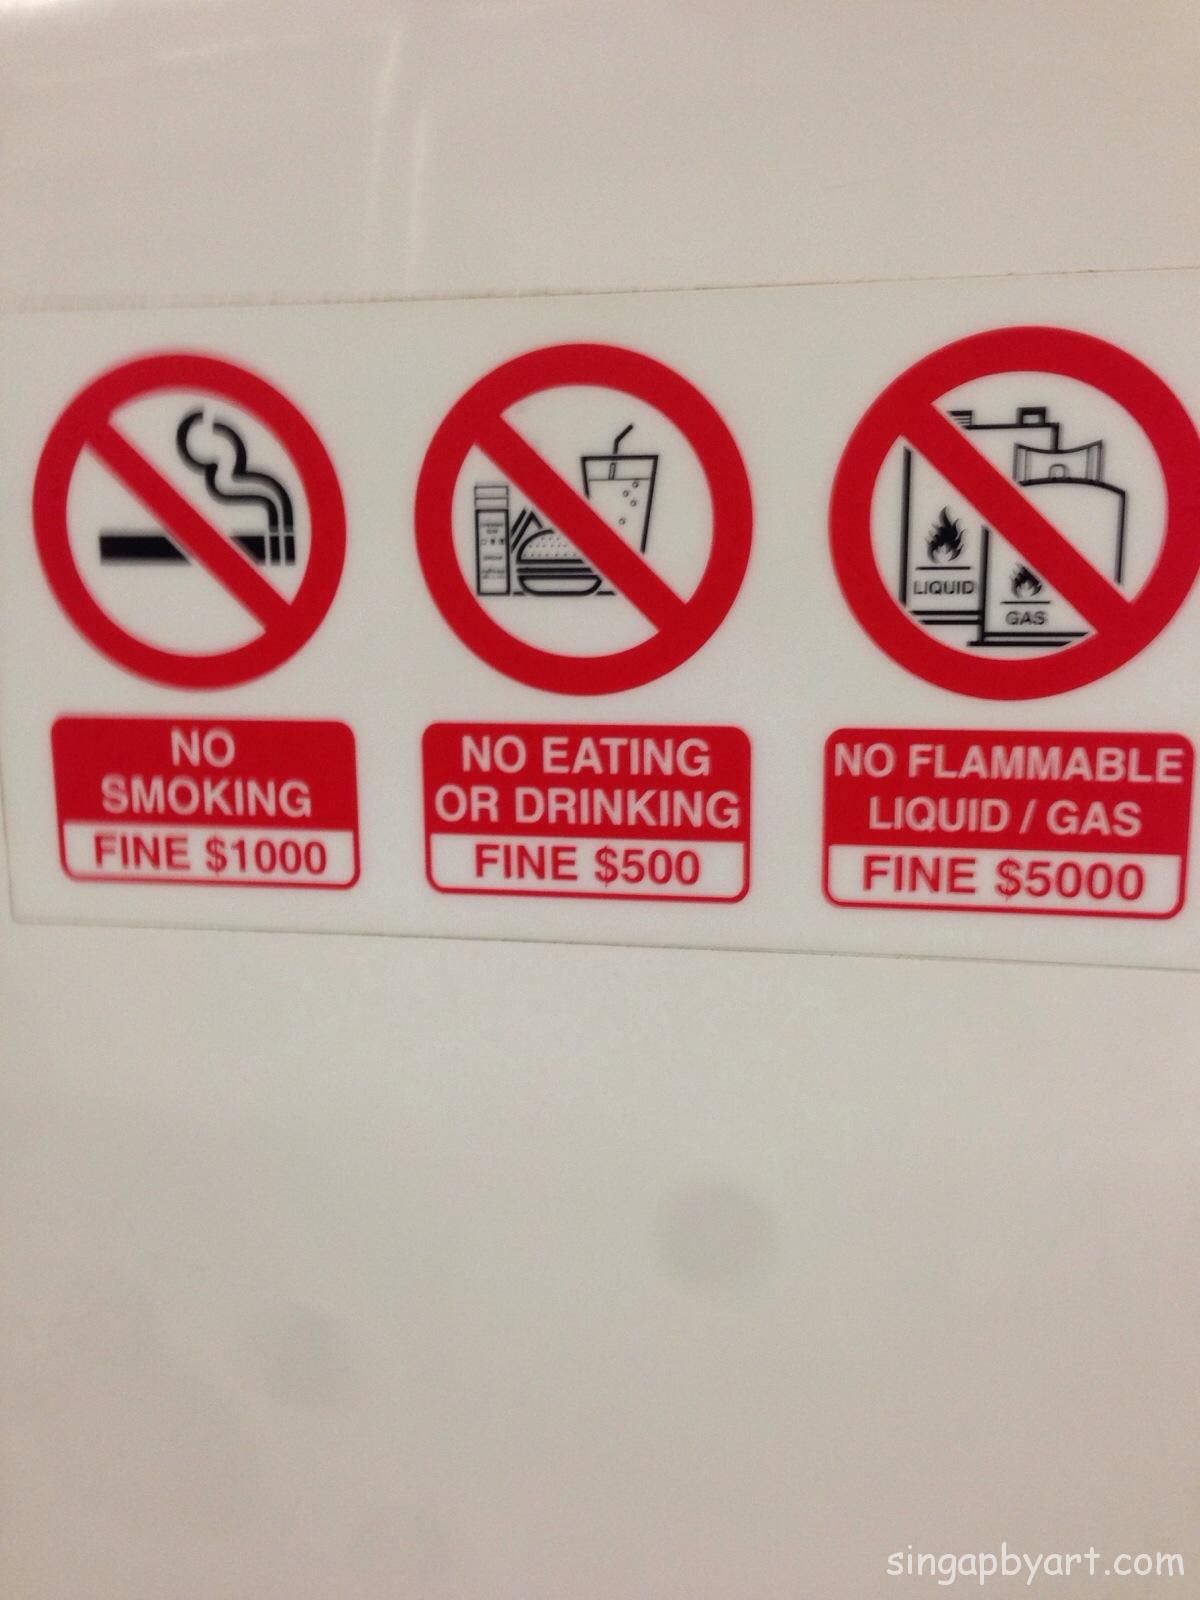 LIQUID
GAS
NO
SMOKING
FINE $1000
NO EATING
OR DRINKING
FINE $500
NO FLAMMABLE
LIQUID / GAS
FINE $5000
singapbyart.com